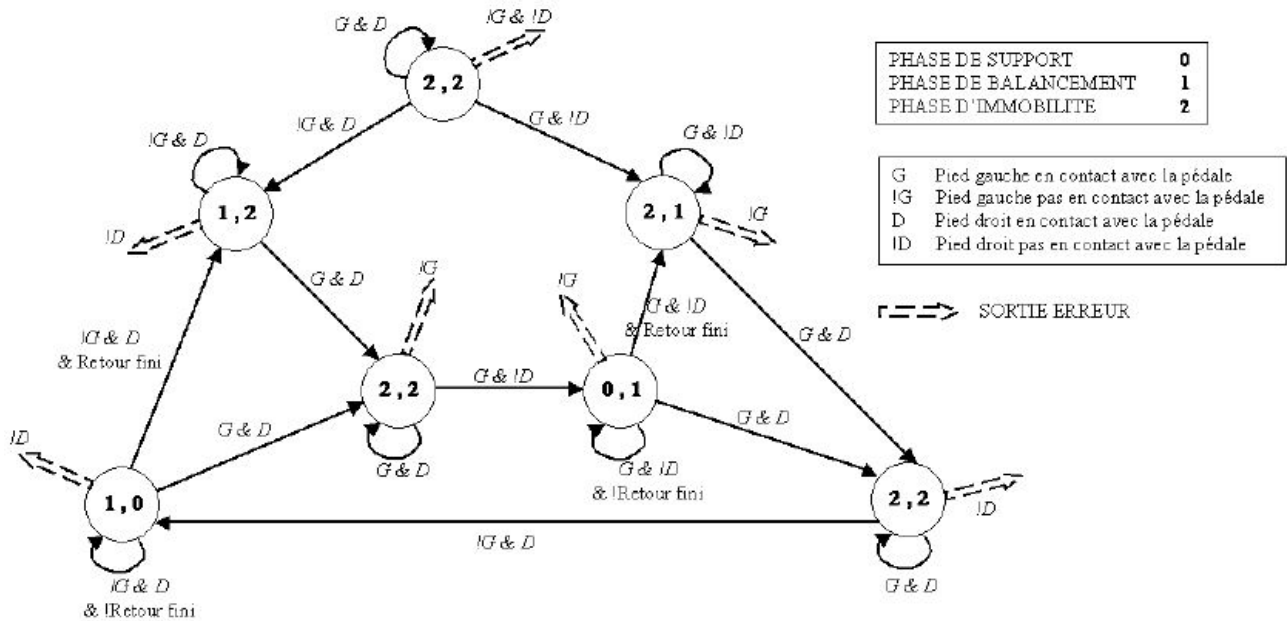 G & D
!G & !D
2 , 2
!G & D
G & !D
!G & D
G & !D
1 , 2
2 , 1
!D
!G
G & D
!G
!G
G & !D
& Retour fini
G & D
!G & D
& Retour fini
2 , 2
G & !D
0 , 1
G & D
G & D
G & D
G & !D
& !Retour fini
!D
1 , 0
2 , 2
!D
!G & D
!G & D
& !Retour fini
G & D
PHASE DE SUPPORT 0
PHASE DE BALANCEMENT 1
PHASE D'IMMOBILITE 2
G Pied gauche en contact avec la pédale
!G Pied gauche pas en contact avec la pédale
D Pied droit en contact avec la pédale
!D Pied droit pas en contact avec la pédale
SORTIE ERREUR